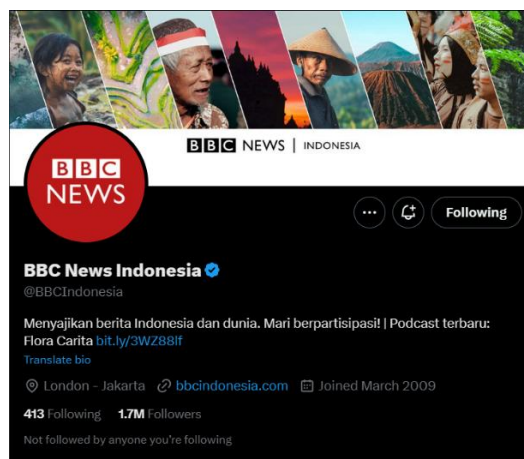 BBC NEWS | INDONESIA
BBC
NEWS
Following
BBC News Indonesia
@BBCIndonesia
Menyajikan berita Indonesia dan dunia. Mari berpartisipasi! | Podcast terbaru:
Flora Carita bit.ly/3WZ88lf
Translate bio
London - Jakarta bbcindonesia.com Joined March 2009
413 Following 1.7M Followers
Not followed by anyone you're following